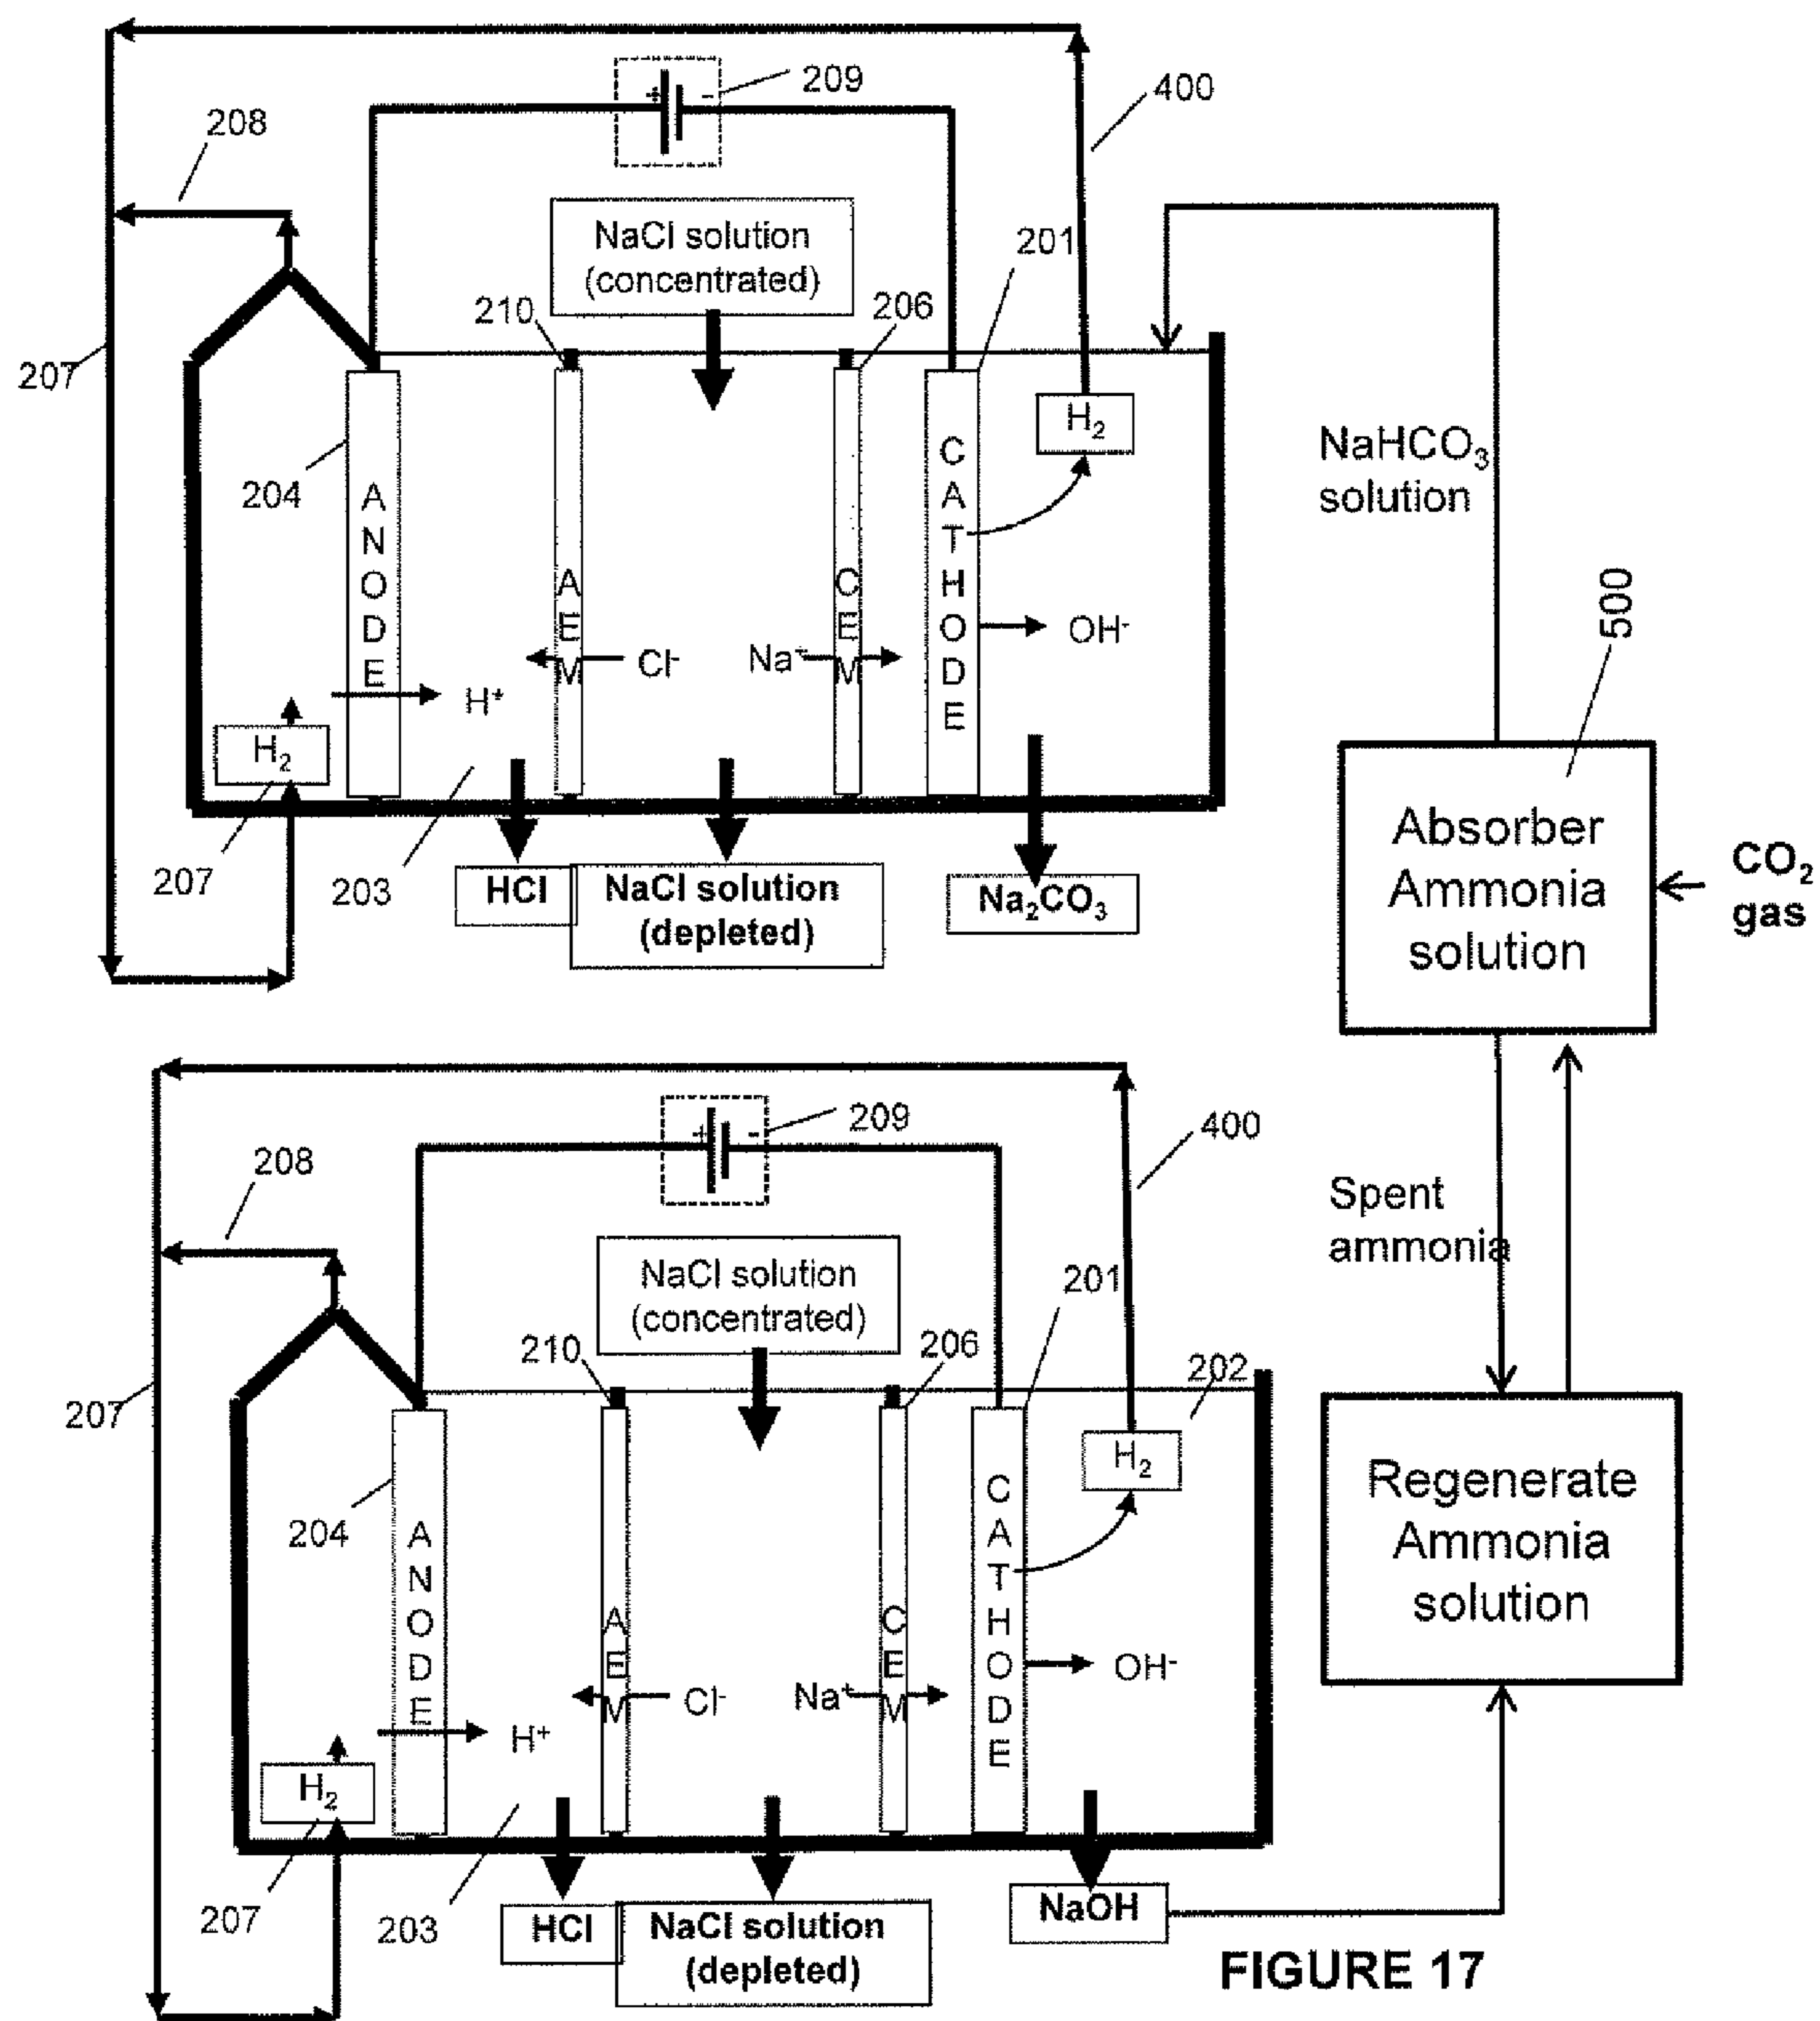 209
+ -
400
208
NaCl solution
(concentrated)
201
210
206
207
H₂
NaHCO₃
solution
204
ANODE
AEM
CEM
CATHODE
500
OH⁻
Cl⁻
Na⁺
H⁺
H₂
Absorber
Ammonia
solution
CO₂
gas
207
203
HCl
NaCl solution
(depleted)
Na₂CO₃
209
+ -
400
208
Spent
ammonia
NaCl solution
(concentrated)
201
210
206
202
207
H₂
Regenerate
Ammonia
solution
204
ANODE
AEM
CEM
CATHODE
OH⁻
Cl⁻
Na⁺
H⁺
H₂
207
203
HCl
NaCl solution
(depleted)
NaOH
FIGURE 17